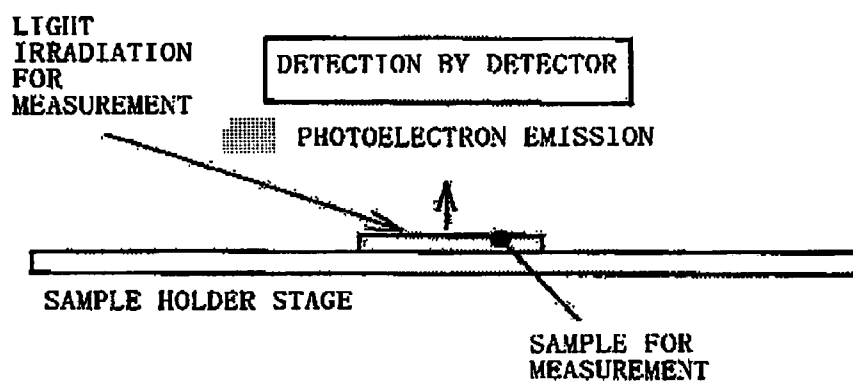 LIGHT
IRRADIATION
FOR
MEASUREMENT
DETECTION BY DETECTOR
PHOTOELECTRON EMISSION
SAMPLE HOLDER STAGE
SAMPLE FOR
MEASUREMENT